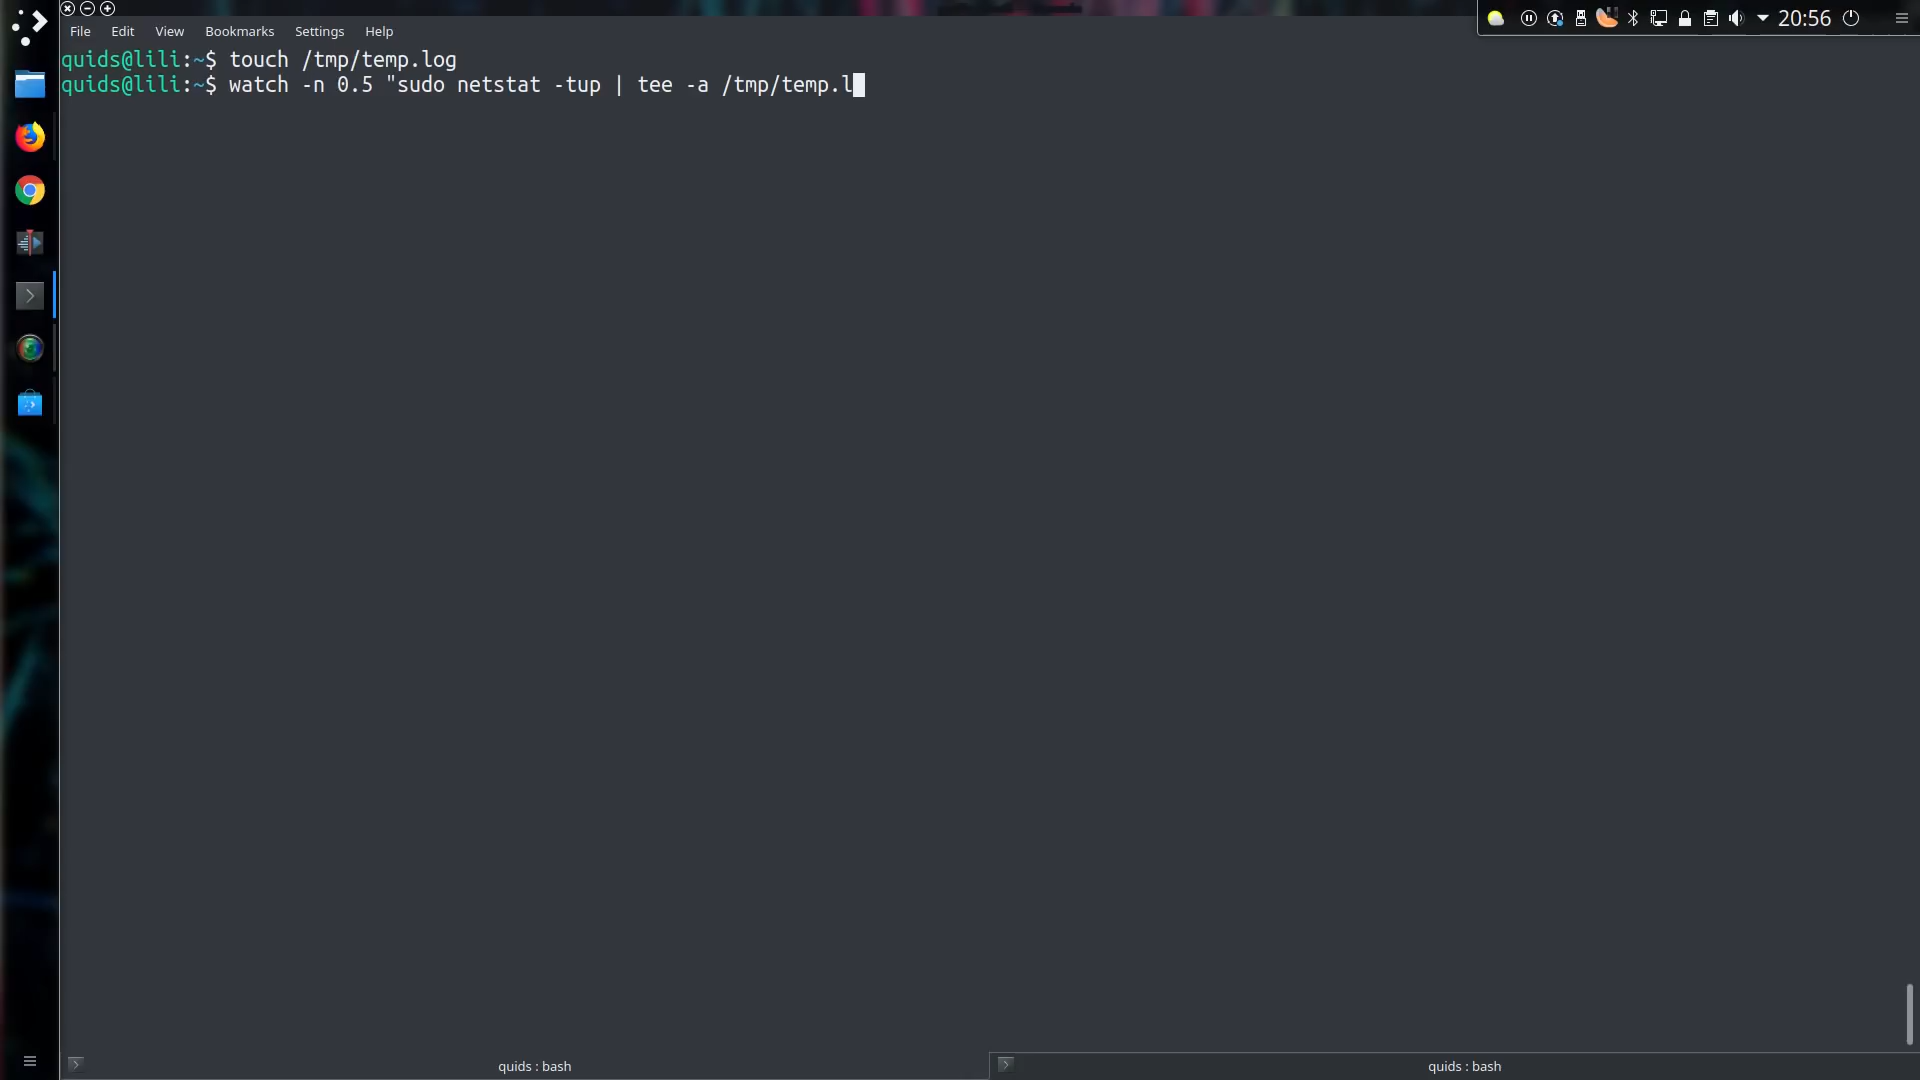 File Edit View Bookmarks Settings Help
20:56
quids@lili:~$ touch /tmp/temp.log
quids@lili:~$ watch -n 0.5 "sudo netstat -tup | tee -a /tmp/temp.l
quids : bash
quids : bash